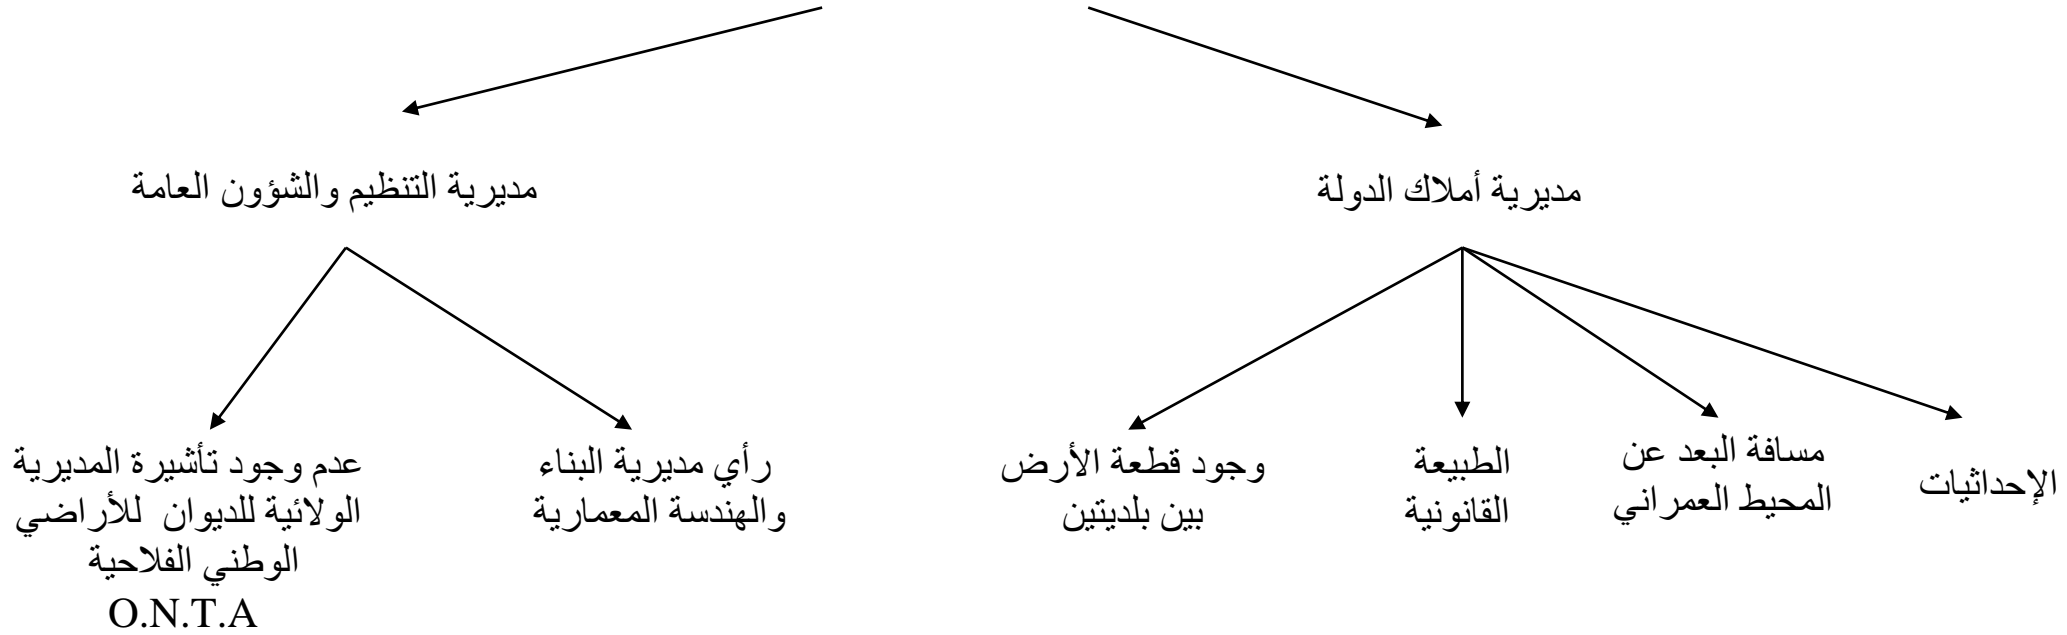 مديرية أملاك الدولة
مديرية التنظيم والشؤون العامة
الإحداثيات
مسافة البعد عن
المحيط العمراني
الطبيعة
القانونية
وجود قطعة الأرض
بين بلديتين
رأي مديرية البناء
والهندسة المعمارية
عدم وجود تأشيرة المديرية
الولائية للديوان للأراضي
الوطني الفلاحية
O.N.T.A